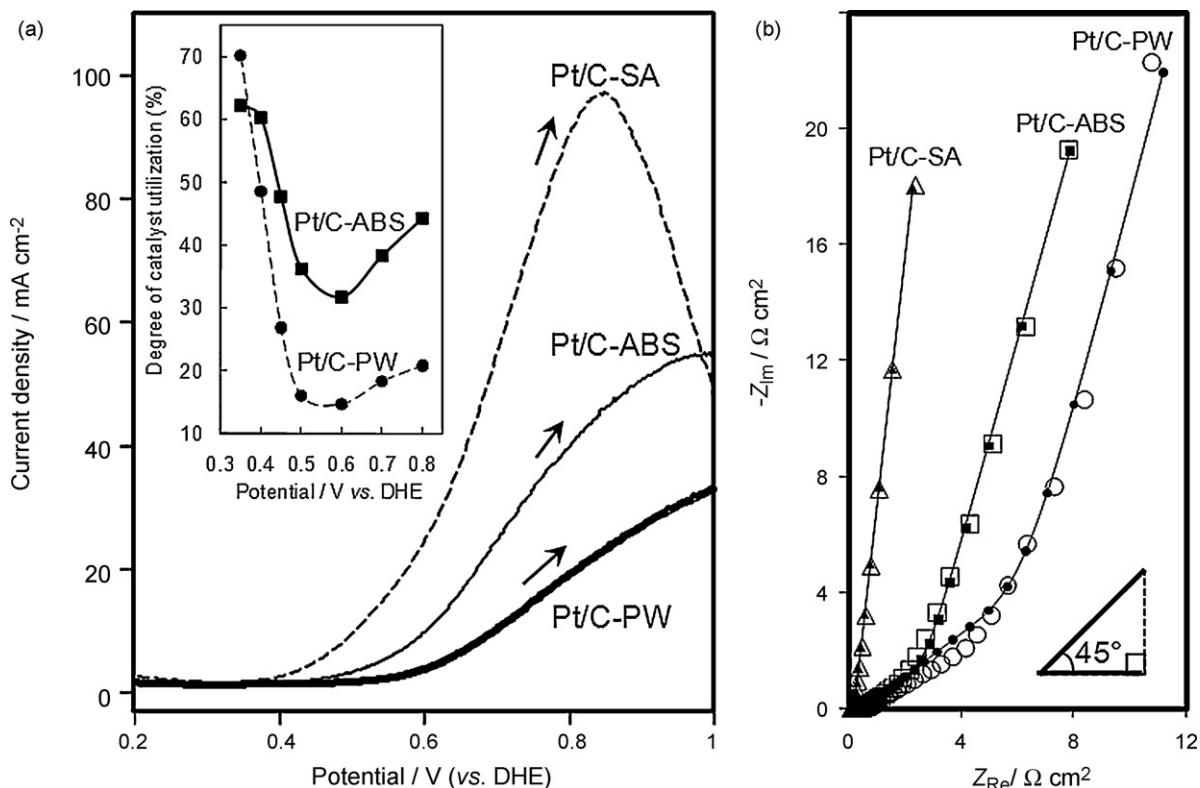 (a)
100
80
60
40
20
0
Current density / mA cm-2
0.2
0.4
0.6
0.8
1
Potential / V (vs. DHE)
Pt/C-SA
Pt/C-ABS
Pt/C-PW
70
60
50
40
30
20
10
Degree of catalyst utilization (%)
Pt/C-ABS
Pt/C-PW
0.3 0.4 0.5 0.6 0.7 0.8
Potential / V vs. DHE
(b)
Pt/C-PW
Pt/C-ABS
Pt/C-SA
20
16
12
8
4
0
-ZIm / Ω cm2
45°
0
4
8
12
ZRe/ Ω cm2